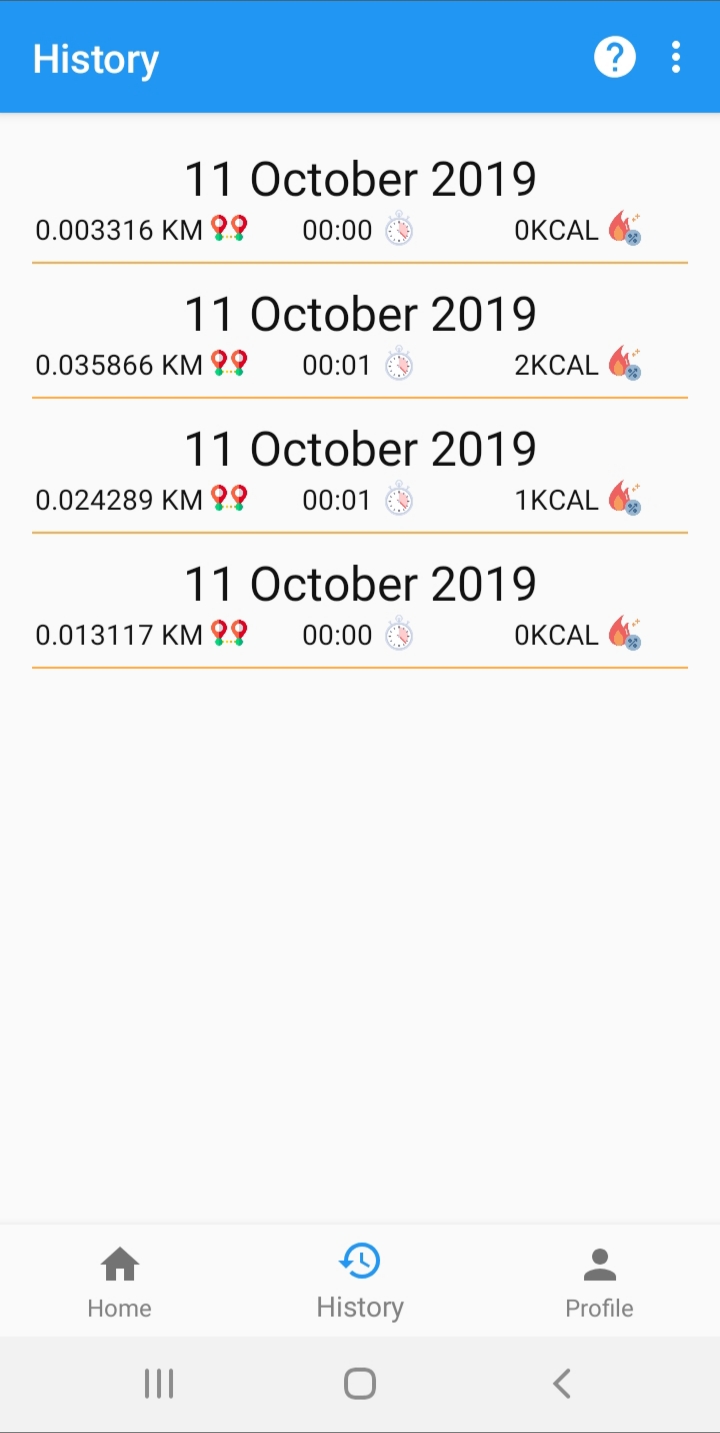 History
11 October 2019
0.003316 KM 00:00 0KCAL
11 October 2019
0.035866 KM 00:01 2KCAL
11 October 2019
0.024289 KM 00:01 1KCAL
11 October 2019
0.013117 KM 00:00 0KCAL
Home History Profile